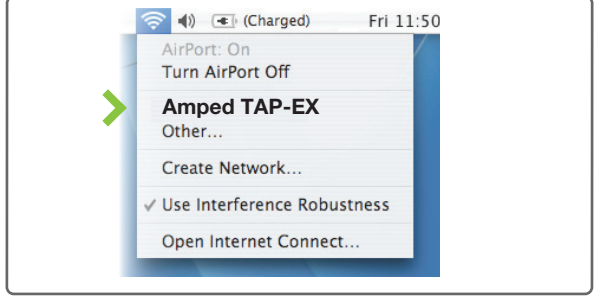 (Charged) Fri 11:50
AirPort: On
Turn AirPort Off
Amped TAP-EX
Other...
Create Network...
✓ Use Interference Robustness
Open Internet Connect...